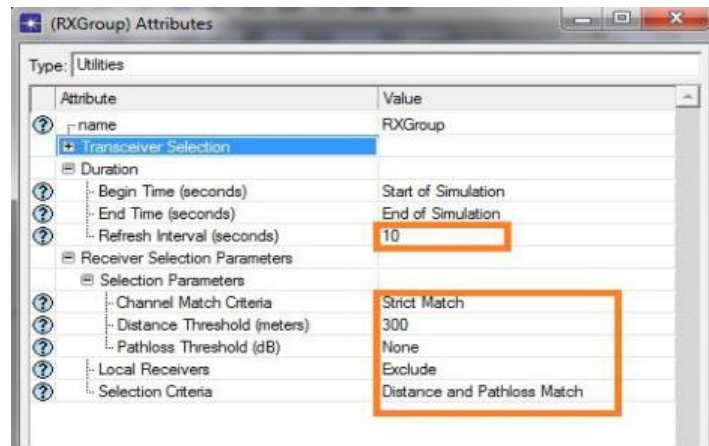 (RXGroup) Attributes
Type: Utilities
Attribute Value
name RXGroup
Transceiver Selection
Duration
Begin Time (seconds) Start of Simulation
End Time (seconds) End of Simulation
Refresh Interval (seconds) 10
Receiver Selection Parameters
Selection Parameters
Channel Match Criteria Strict Match
Distance Threshold (meters) 300
Pathloss Threshold (dB) None
Local Receivers Exclude
Selection Criteria Distance and Pathloss Match